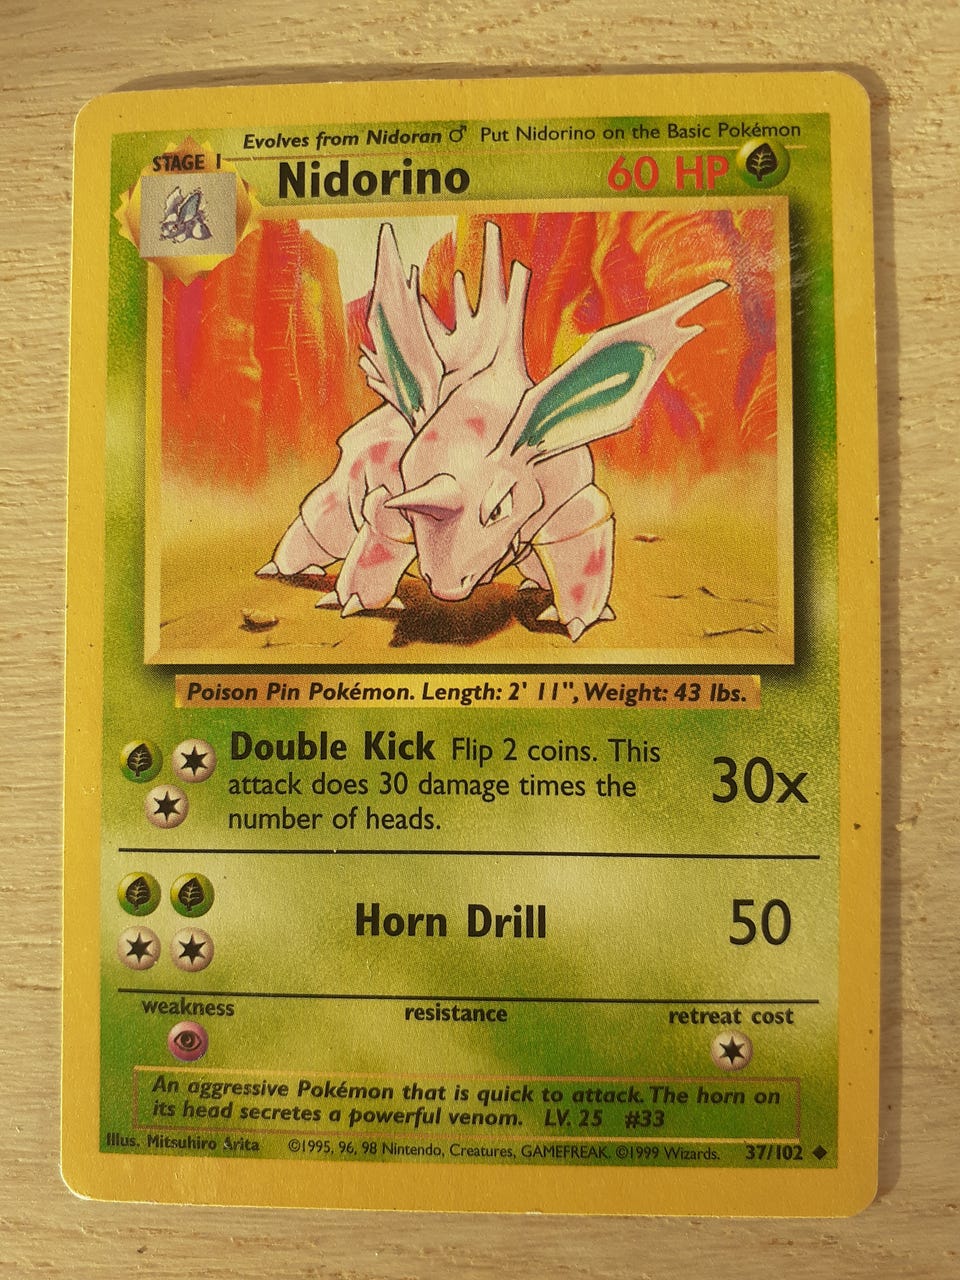 Evolves from Nidoran ♂ Put Nidorino on the Basic Pokémon
STAGE 1
Nidorino 60 HP
Poison Pin Pokémon. Length: 2' 11", Weight: 43 lbs.
Double Kick Flip 2 coins. This
attack does 30 damage times the
number of heads.
30x
Horn Drill 50
weakness resistance retreat cost
An aggressive Pokémon that is quick to attack. The horn on
its head secretes a powerful venom. LV. 25 #33
Illus. Mitsuhiro Arita ©1995, 96, 98 Nintendo, Creatures, GAMEFREAK. ©1999 Wizards. 37/102